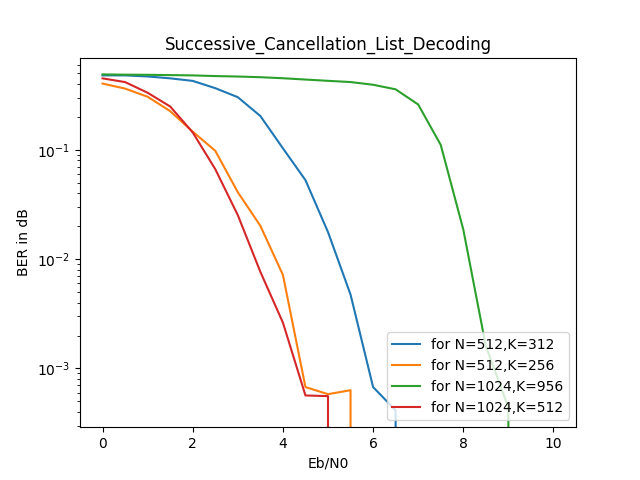 Successive_Cancellation_List_Decoding
BER in dB
10⁻¹
10⁻²
10⁻³
for N=512,K=312
for N=512,K=256
for N=1024,K=956
for N=1024,K=512
0 2 4 6 8 10
Eb/N0